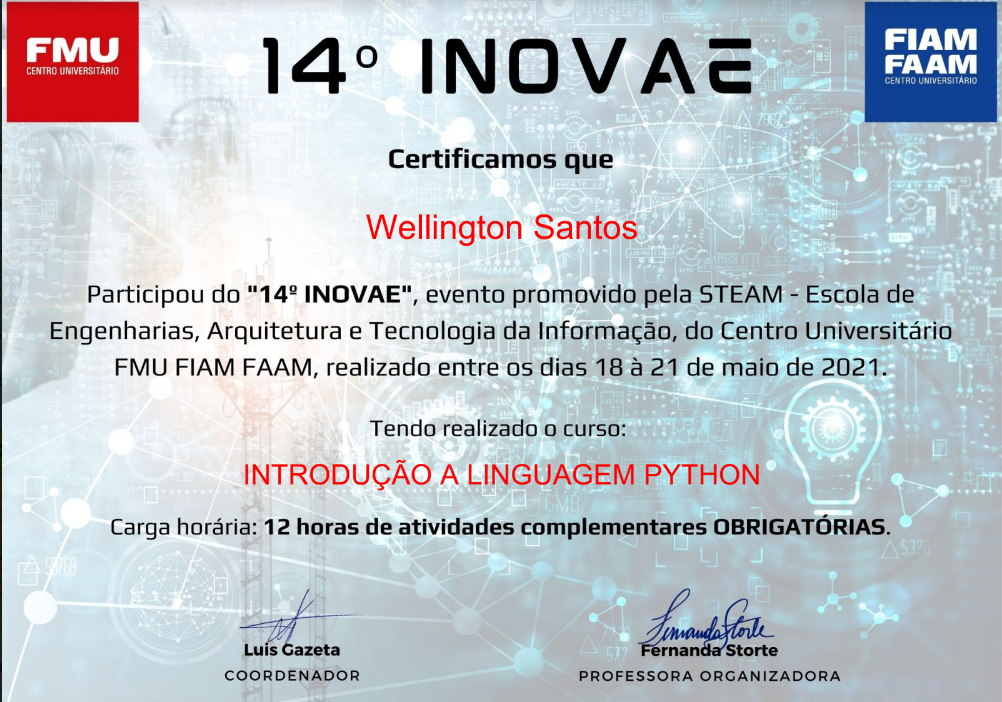 FMU
CENTRO UNIVERSITÁRIO
14º INOVAE
FIAM
FAAM
CENTRO UNIVERSITÁRIO
Certificamos que
Wellington Santos
Participou do "14º INOVAE", evento promovido pela STEAM - Escola de
Engenharias, Arquitetura e Tecnologia da Informação, do Centro Universitário
FMU FIAM FAAM, realizado entre os dias 18 à 21 de maio de 2021.
Tendo realizado o curso:
INTRODUÇÃO A LINGUAGEM PYTHON
Carga horária: 12 horas de atividades complementares OBRIGATÓRIAS.
Fernanda Storte
Luis Gazeta
COORDENADOR
Fernanda Storte
PROFESSORA ORGANIZADORA